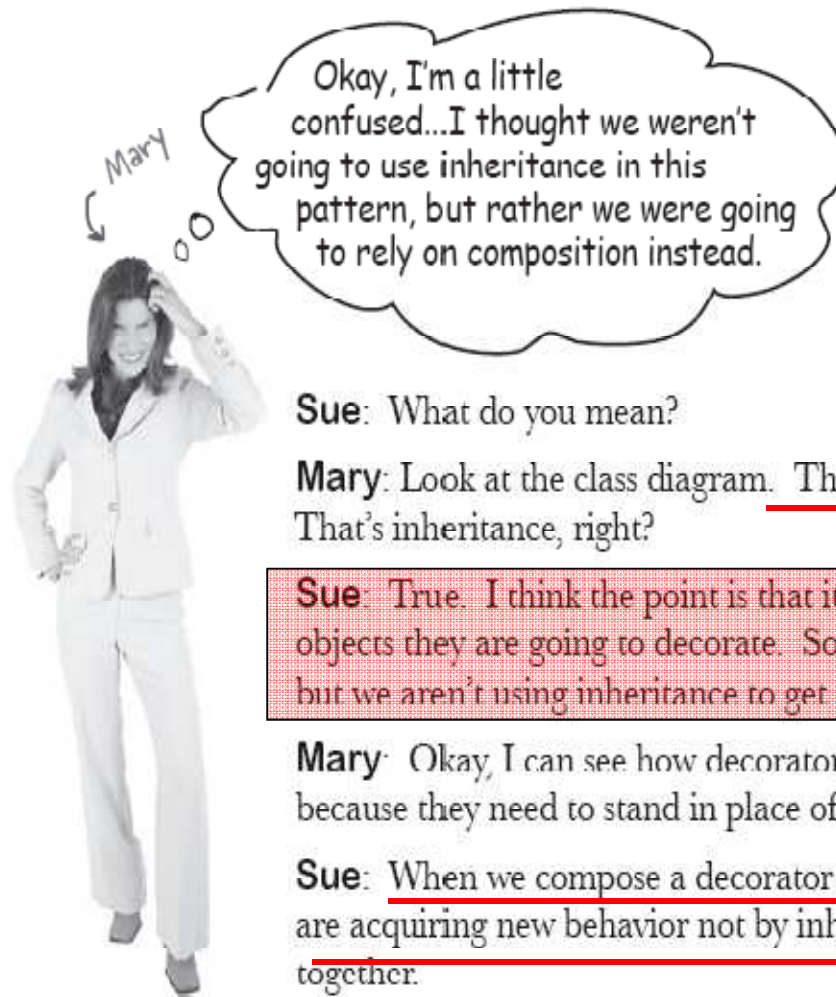 Okay, I'm a little
confused...I thought we weren't
going to use inheritance in this
pattern, but rather we were going
to rely on composition instead.
Mary
Sue: What do you mean?
Mary: Look at the class diagram. Th
That's inheritance, right?
Sue: True. I think the point is that i
objects they are going to decorate. So
but we aren't using inheritance to get
Mary: Okay, I can see how decorator
because they need to stand in place of
Sue: When we compose a decorator
are acquiring new behavior not by inh
together.